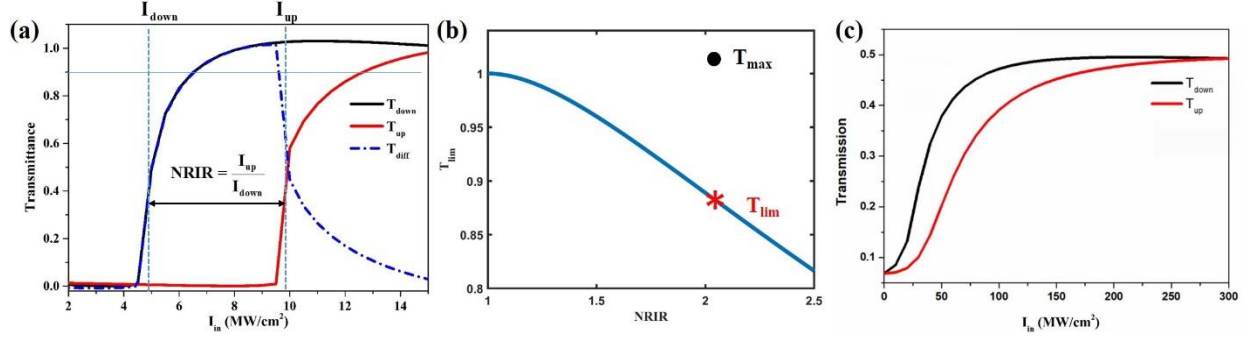 (a)
I_down
I_up
Transmittance
1.0
0.8
0.6
0.4
0.2
0.0
T_down
T_up
T_diff
NRIR = I_up / I_down
2
4
6
8
10
12
14
I_in (MW/cm²)
(b)
T_lim
1
0.95
0.9
0.85
0.8
T_max
T_lim
1
1.5
2
2.5
NRIR
(c)
Transmission
0.5
0.4
0.3
0.2
0.1
T_down
T_up
0
50
100
150
200
250
300
I_in (MW/cm²)